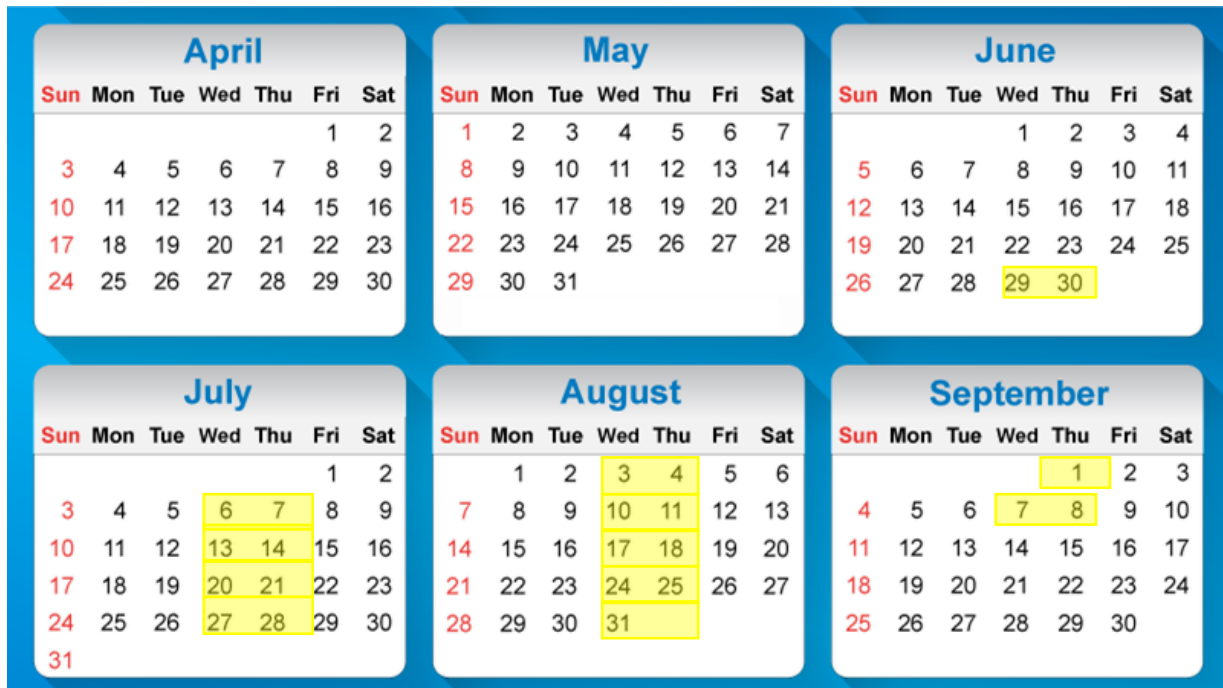 April
Sun Mon Tue Wed Thu Fri Sat
1 2
3 4 5 6 7 8 9
10 11 12 13 14 15 16
17 18 19 20 21 22 23
24 25 26 27 28 29 30
May
Sun Mon Tue Wed Thu Fri Sat
1 2 3 4 5 6 7
8 9 10 11 12 13 14
15 16 17 18 19 20 21
22 23 24 25 26 27 28
29 30 31
June
Sun Mon Tue Wed Thu Fri Sat
1 2 3 4
5 6 7 8 9 10 11
12 13 14 15 16 17 18
19 20 21 22 23 24 25
26 27 28 29 30
July
Sun Mon Tue Wed Thu Fri Sat
1 2
3 4 5 6 7 8 9
10 11 12 13 14 15 16
17 18 19 20 21 22 23
24 25 26 27 28 29 30
31
August
Sun Mon Tue Wed Thu Fri Sat
1 2 3 4 5 6
7 8 9 10 11 12 13
14 15 16 17 18 19 20
21 22 23 24 25 26 27
28 29 30 31
September
Sun Mon Tue Wed Thu Fri Sat
1 2 3
4 5 6 7 8 9 10
11 12 13 14 15 16 17
18 19 20 21 22 23 24
25 26 27 28 29 30